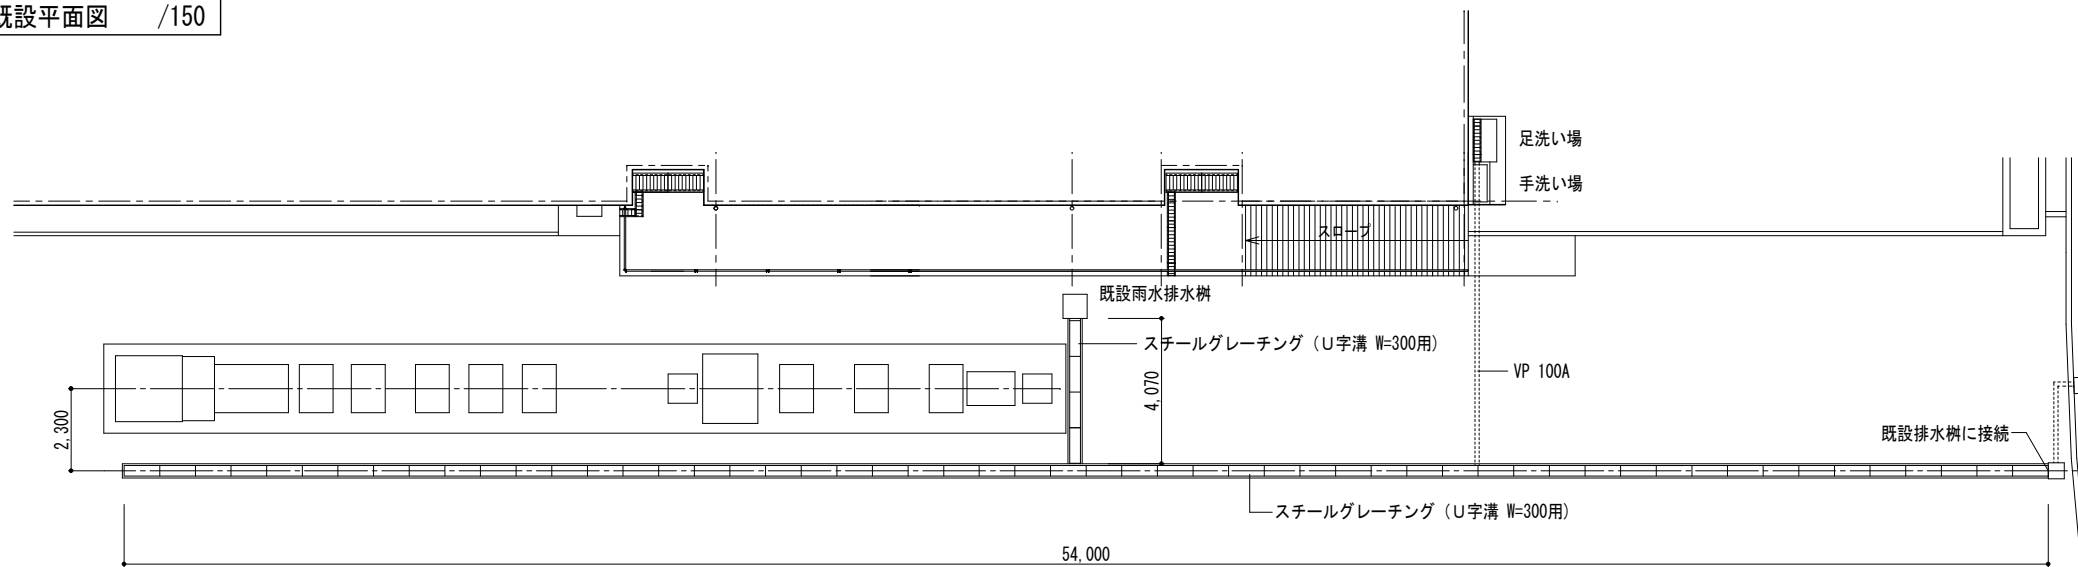 既設平面図 /150
足洗い場
手洗い場
スロープ
既設雨水排水桝
スチールグレーチング（U字溝 W=300用）
4,070
VP 100A
2,300
既設排水桝に接続
スチールグレーチング（U字溝 W=300用）
54,000